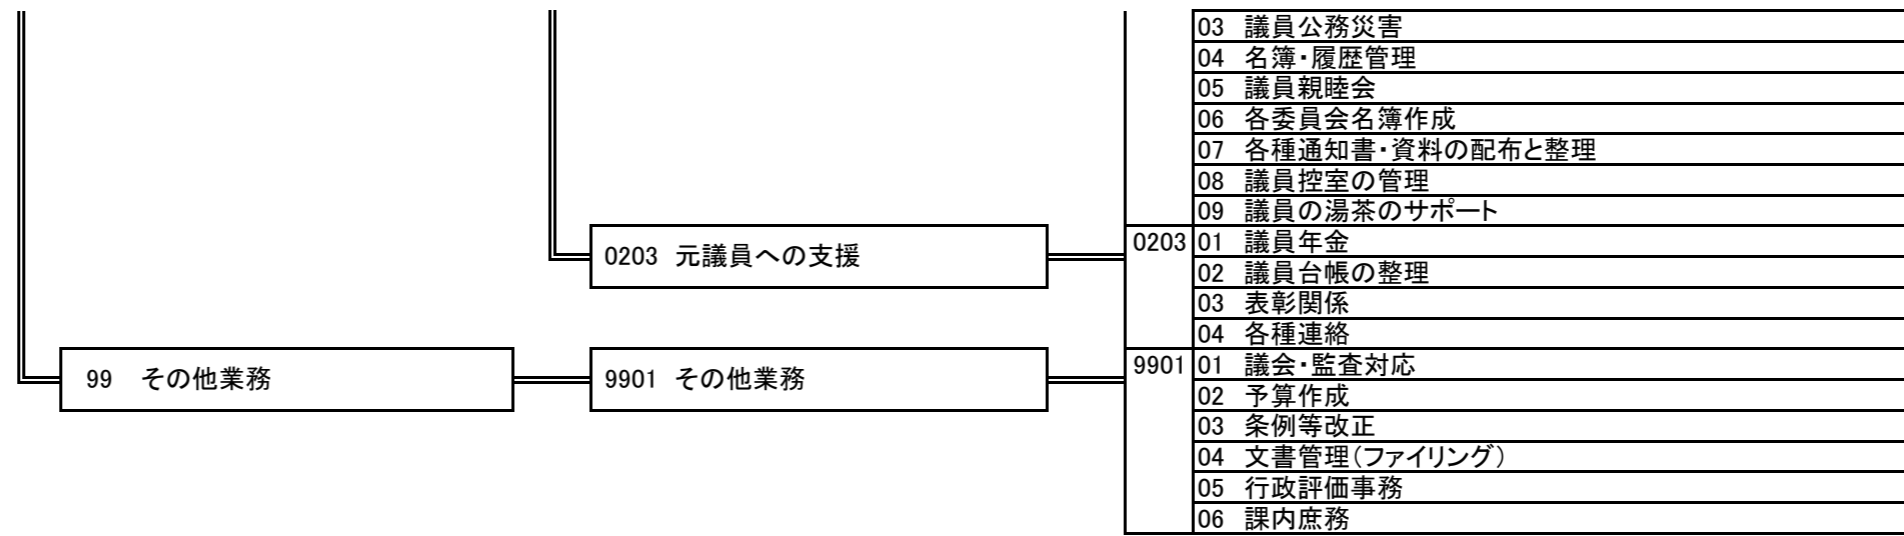 03 議員公務災害
04 名簿・履歴管理
05 議員親睦会
06 各委員会名簿作成
07 各種通知書・資料の配布と整理
08 議員控室の管理
09 議員の湯茶のサポート
0203 元議員への支援
0203 01 議員年金
02 議員台帳の整理
03 表彰関係
04 各種連絡
99 その他業務
9901 その他業務
9901 01 議会・監査対応
02 予算作成
03 条例等改正
04 文書管理(ファイリング)
05 行政評価事務
06 課内庶務